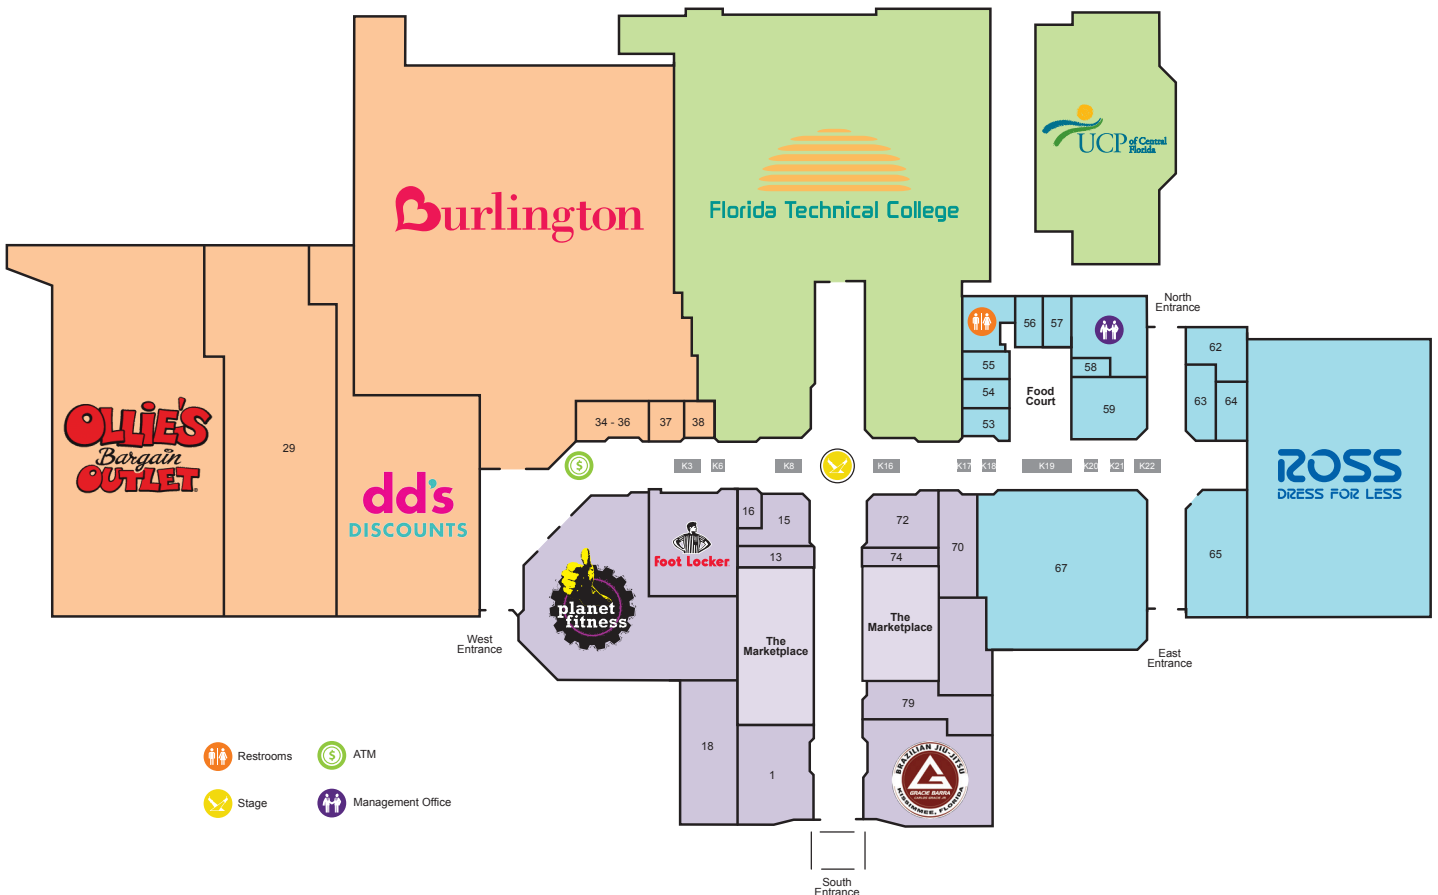 UCP of Central
Florida
Burlington
Florida Technical College
North
Entrance
56
57
62
55
58
54
Food
Court
59
63
64
53
34 - 36
37
38
OLLIE'S
Bargain
OUTLET
29
dd's
DISCOUNTS
$
K3
K6
K8
K16
K17
K18
K19
K20
K21
K22
ROSS
DRESS FOR LESS
16
15
72
70
Foot Locker
13
74
67
65
planet
fitness
The
Marketplace
The
Marketplace
West
Entrance
East
Entrance
79
18
1
BRAZILIAN JIU-JITSU
GRACIE BARRA
CARLOS GRACIE JR
KISSIMMEE, FLORIDA
Restrooms
$ ATM
Stage
Management Office
South
Entrance